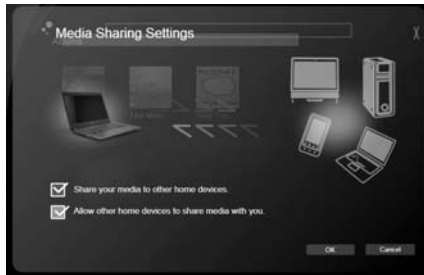 Media Sharing Settings
X
Share your media to other home devices.
Allow other home devices to share media with you.
OK
Cancel